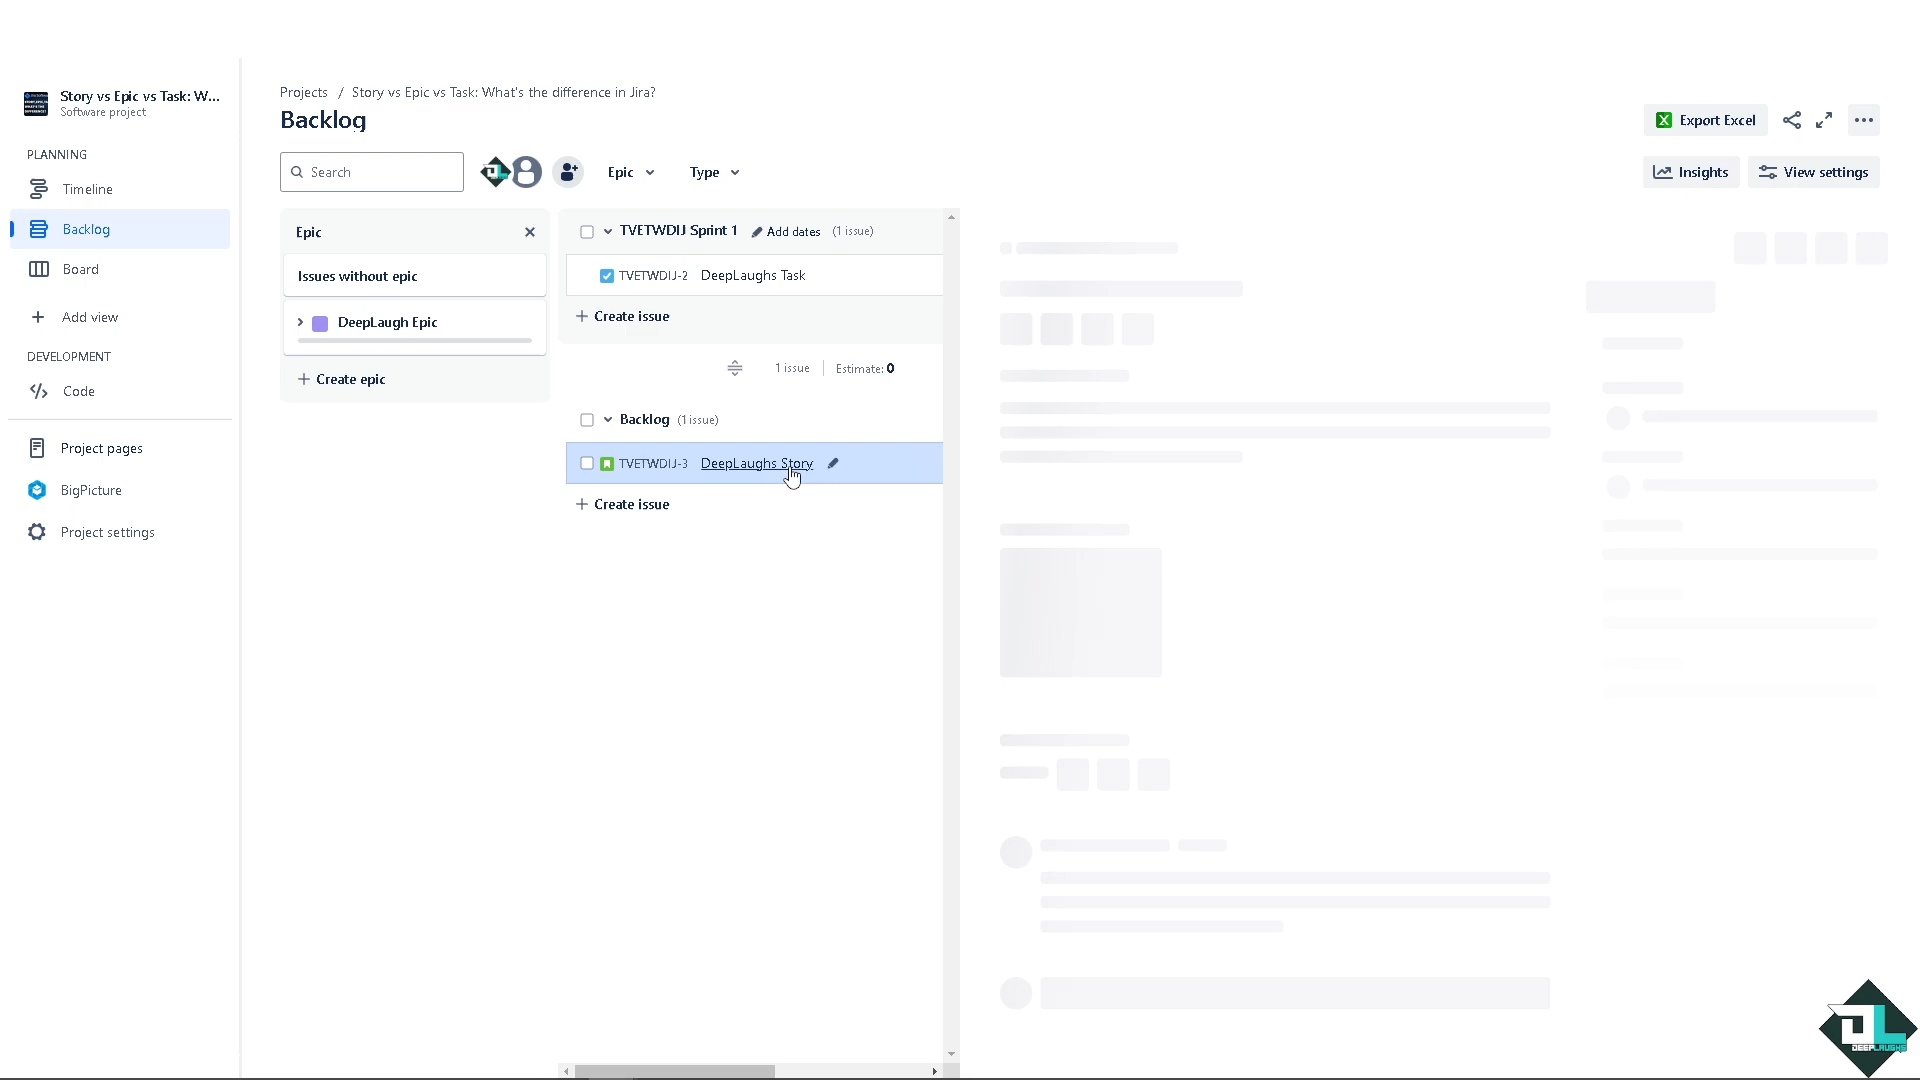 Story vs Epic vs Task: W...
Software project
PLANNING
Timeline
Backlog
Board
Add view
DEVELOPMENT
Code
Project pages
BigPicture
Project settings
Projects / Story vs Epic vs Task: What's the difference in Jira?
Backlog
Export Excel
Search
Epic
Type
Insights
View settings
Epic
Issues without epic
DeepLaugh Epic
Create epic
TVETWDIJ Sprint 1 Add dates (1 issue)
TVETWDIJ-2 DeepLaughs Task
Create issue
1 issue Estimate: 0
Backlog (1 issue)
TVETWDIJ-3 DeepLaughs Story
Create issue
DEEPLAUGHS